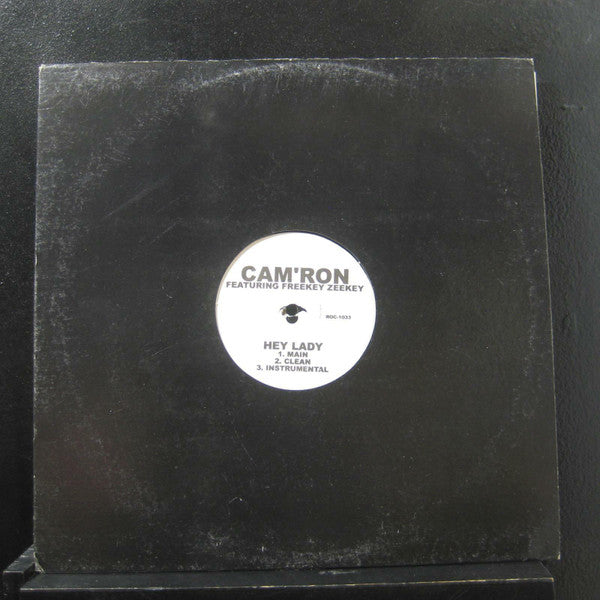 CAM'RON
FEATURING FREEKEY ZEEKEY
ROC-1033
HEY LADY
1. MAIN
2. CLEAN
3. INSTRUMENTAL